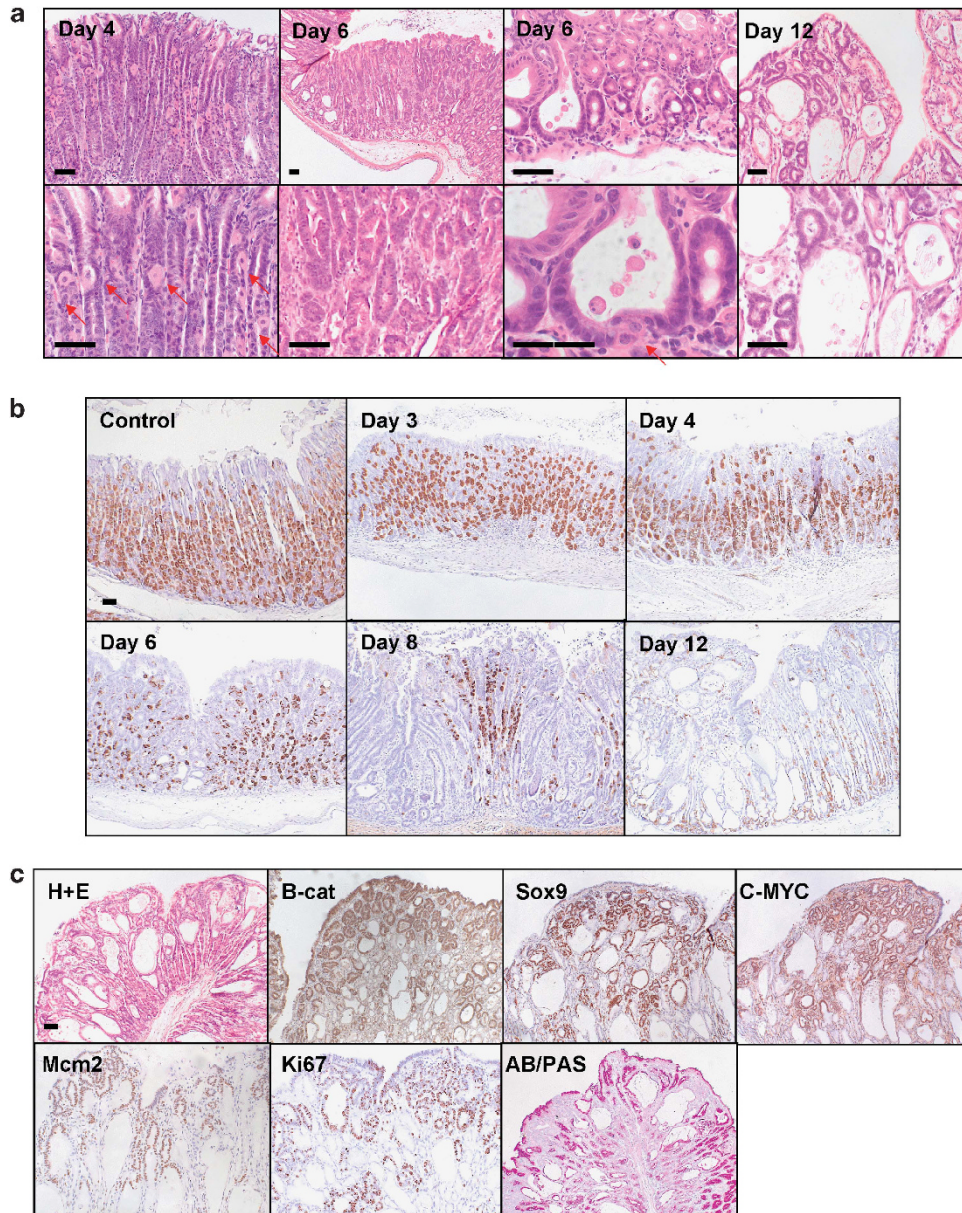 a
Day 4
Day 6
Day 6
Day 12
b
Control
Day 3
Day 4
Day 6
Day 8
Day 12
c
H+E
B-cat
Sox9
C-MYC
Mcm2
Ki67
AB/PAS